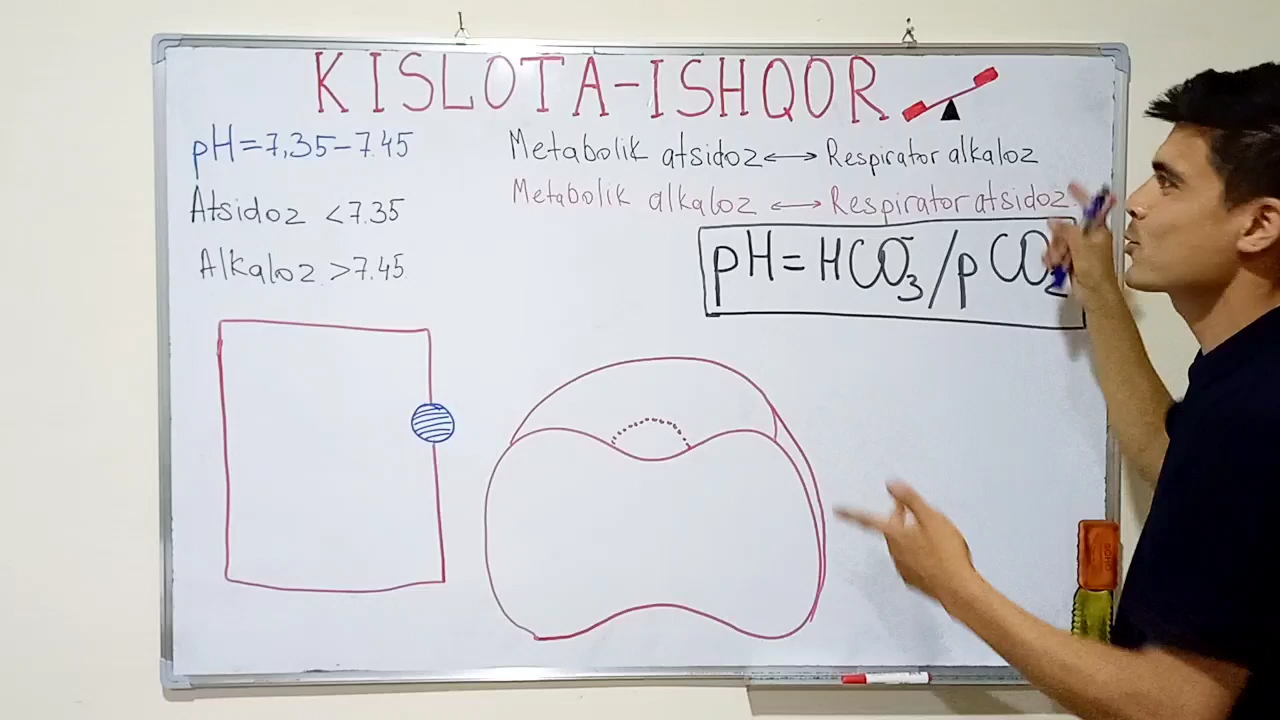 KISLOTA-ISHQOR
pH=7,35-7.45
Atsidoz <7.35
Alkaloz >7.45
Metabolik atsidoz ↔ Respirator alkaloz
Metabolik alkaloz ↔ Respirator atsidoz
pH=HCO₃⁻/pCO₂